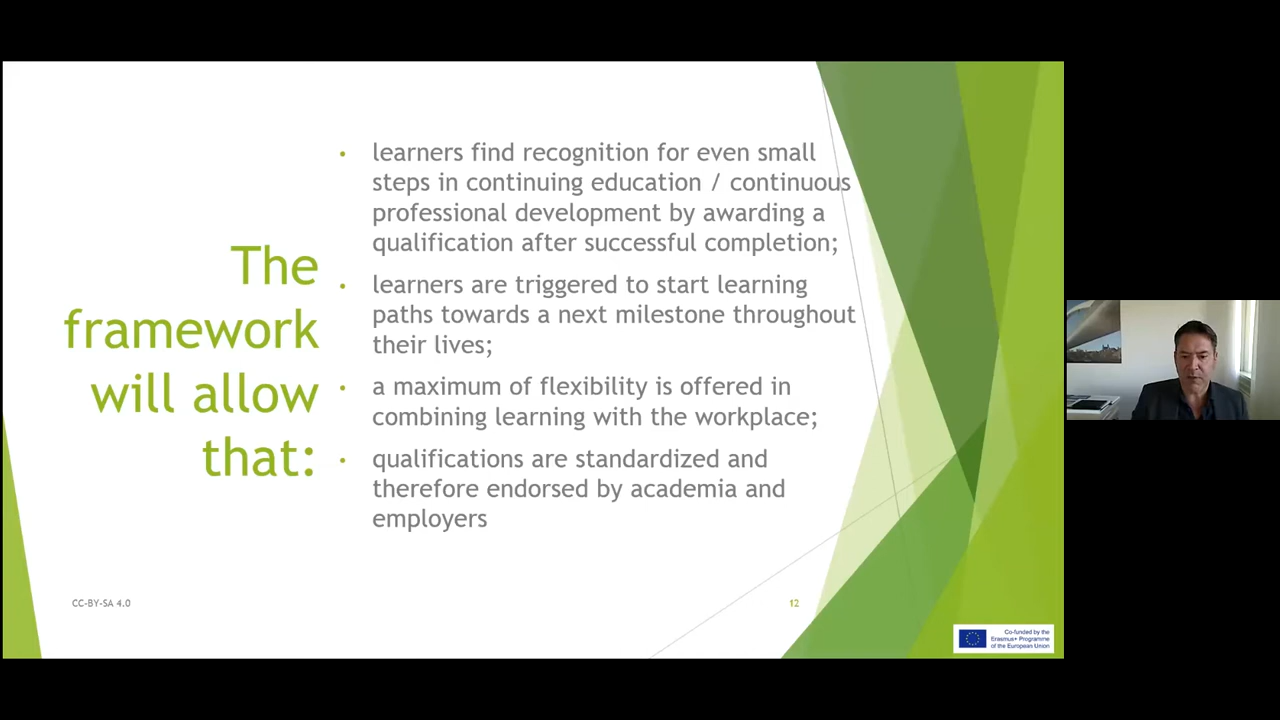 The
framework
will allow
that:
• learners find recognition for even small
steps in continuing education / continuous
professional development by awarding a
qualification after successful completion;
• learners are triggered to start learning
paths towards a next milestone throughout
their lives;
• a maximum of flexibility is offered in
combining learning with the workplace;
• qualifications are standardized and
therefore endorsed by academia and
employers
CC-BY-SA 4.0
12
Co-funded by the
Erasmus+ Programme
of the European Union